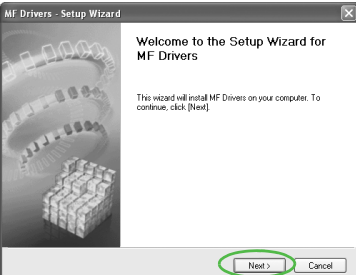 MF Drivers - Setup Wizard
Welcome to the Setup Wizard for
MF Drivers
This wizard will install MF Drivers on your computer. To
continue, click [Next].
Next >
Cancel